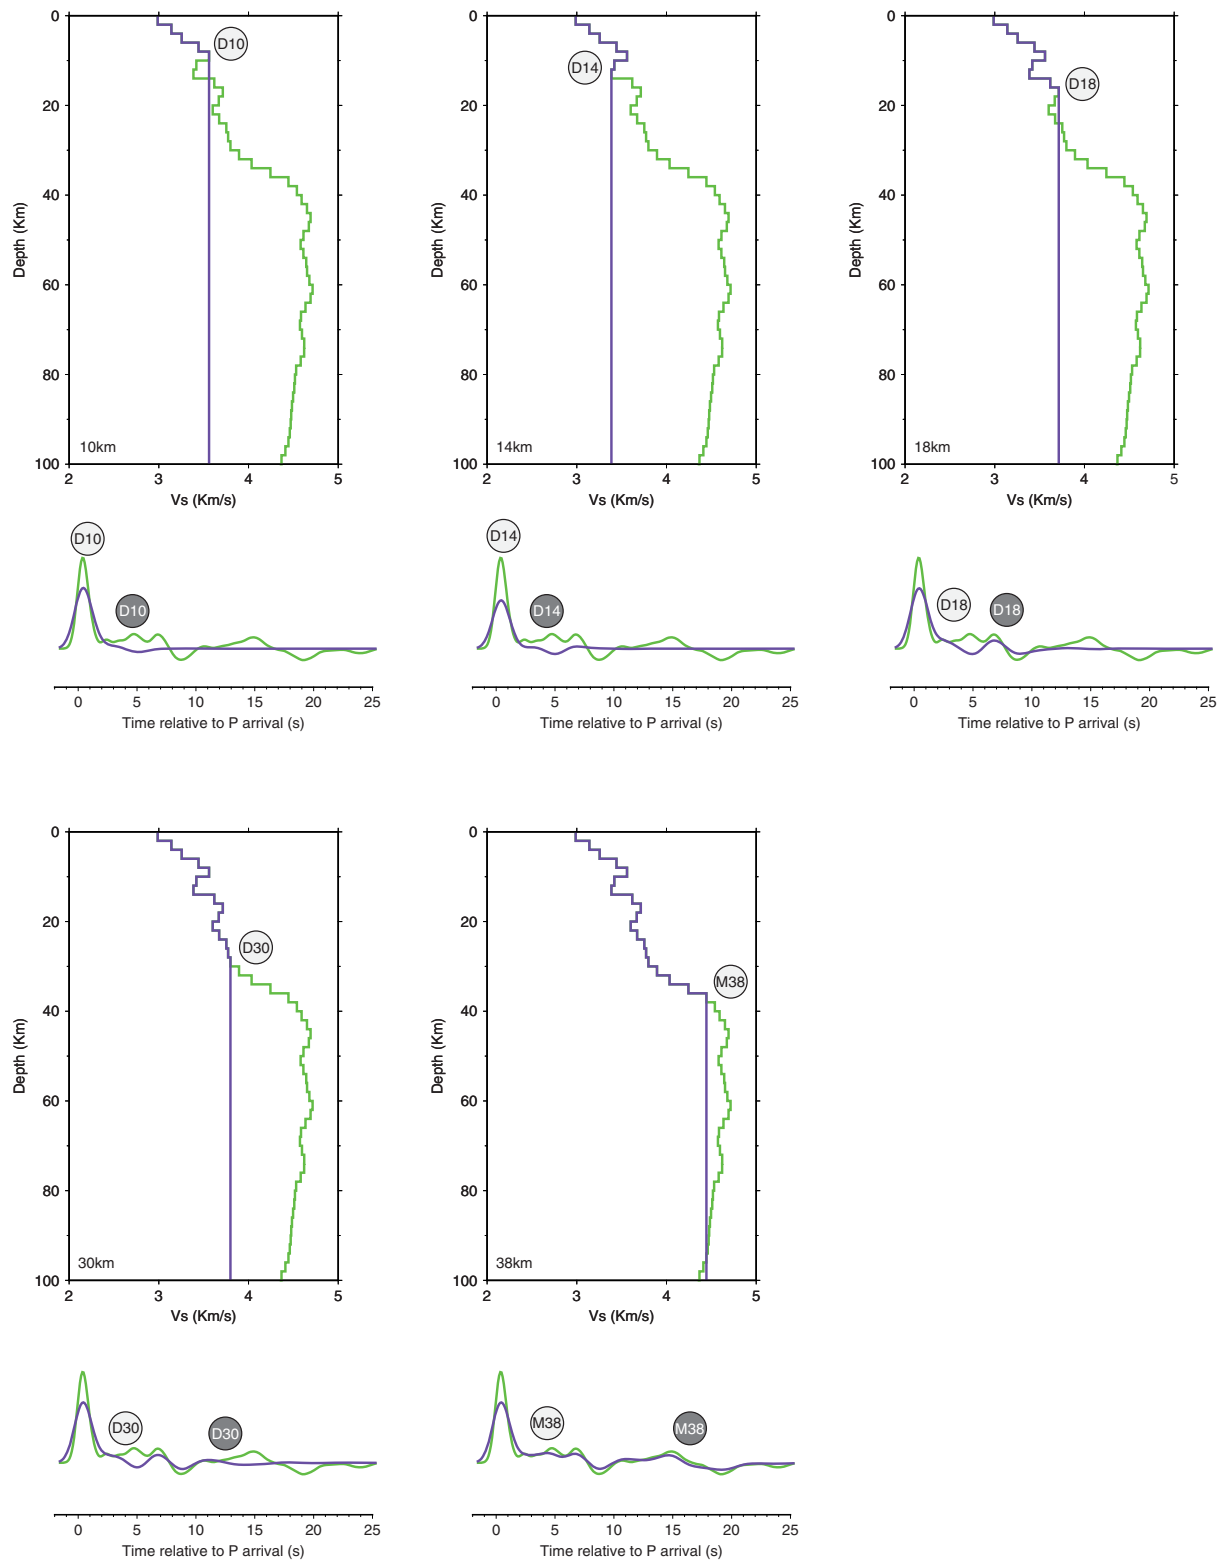 0
20
40
60
80
100
Depth (Km)
D10
10km
2 3 4 5
Vs (Km/s)
0
20
40
60
80
100
Depth (Km)
D14
14km
2 3 4 5
Vs (Km/s)
0
20
40
60
80
100
Depth (Km)
D18
18km
2 3 4 5
Vs (Km/s)
D10
D10
0 5 10 15 20 25
Time relative to P arrival (s)
D14
D14
0 5 10 15 20 25
Time relative to P arrival (s)
D18
D18
0 5 10 15 20 25
Time relative to P arrival (s)
0
20
40
60
80
100
Depth (Km)
D30
30km
2 3 4 5
Vs (Km/s)
0
20
40
60
80
100
Depth (Km)
M38
38km
2 3 4 5
Vs (Km/s)
D30
D30
0 5 10 15 20 25
Time relative to P arrival (s)
M38
M38
0 5 10 15 20 25
Time relative to P arrival (s)